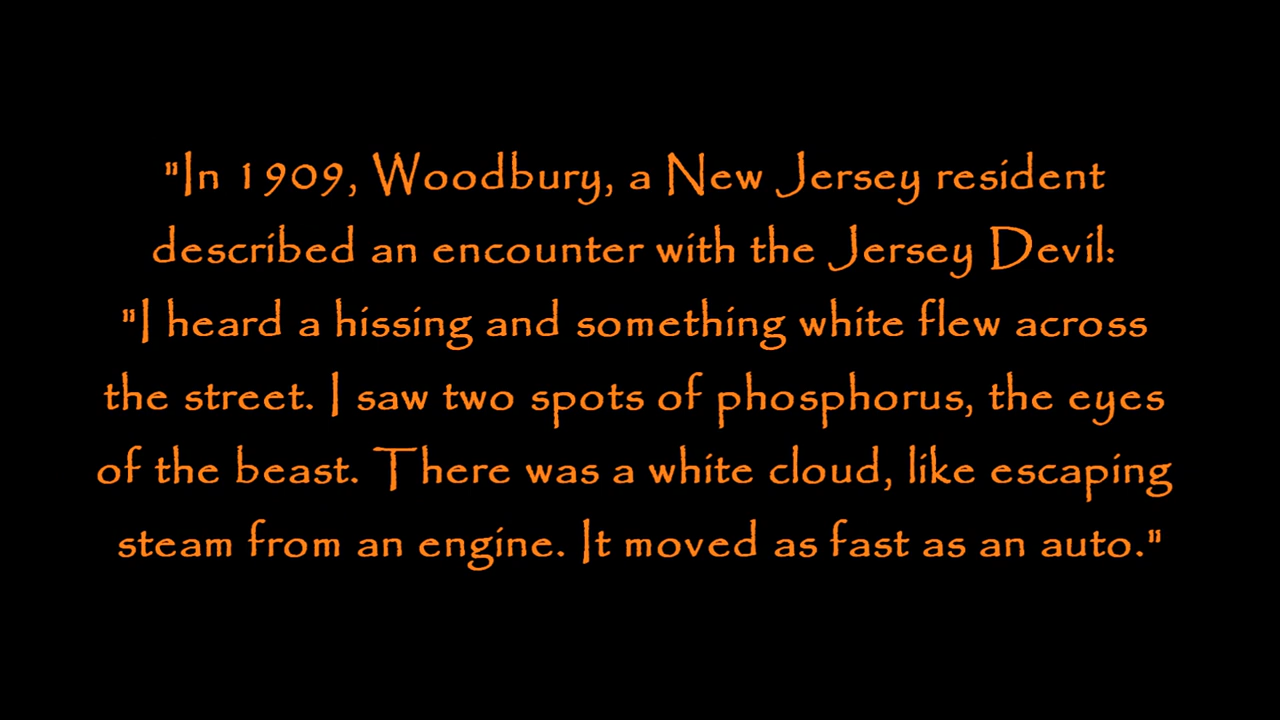 "In 1909, Woodbury, a New Jersey resident
described an encounter with the Jersey Devil:
"I heard a hissing and something white flew across
the street. I saw two spots of phosphorus, the eyes
of the beast. There was a white cloud, like escaping
steam from an engine. It moved as fast as an auto."